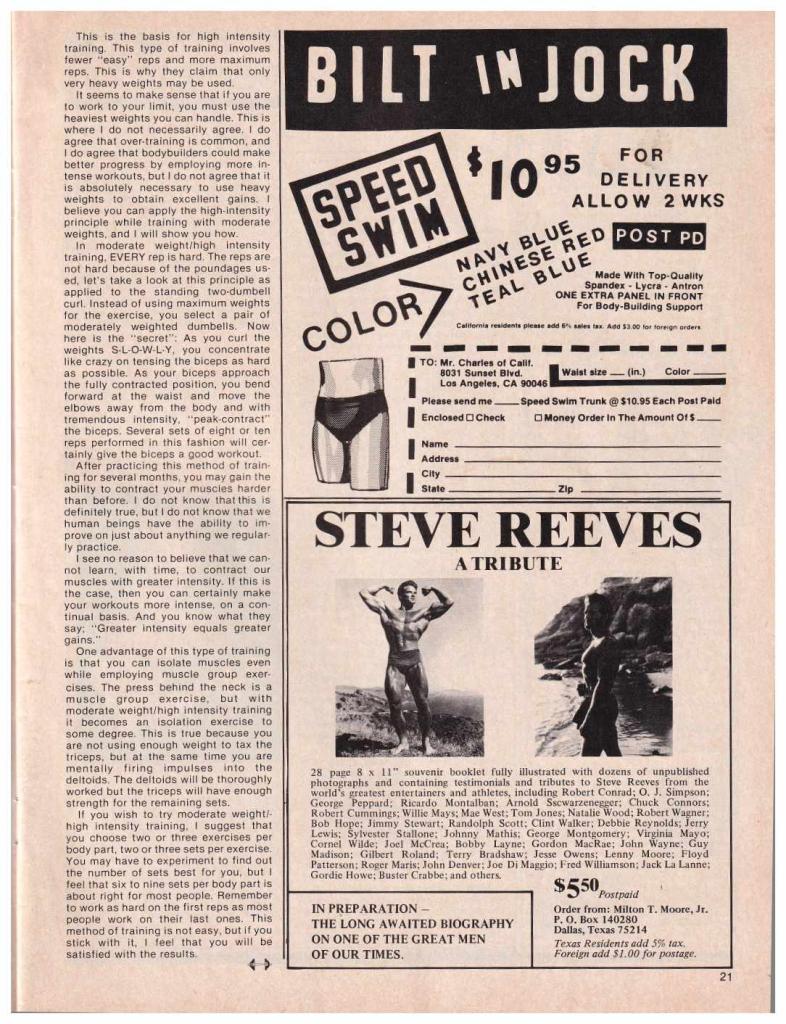 This is the basis for high intensity
training. This type of training involves
fewer "easy" reps and more maximum
reps. This is why they claim that only
very heavy weights may be used.
It seems to make sense that if you are
to work to your limit, you must use the
heaviest weights you can handle. This is
where I do not necessarily agree. I do
agree that over-training is common, and
I do agree that bodybuilders could make
better progress by employing more in-
tense workouts, but I do not agree that it
is absolutely necessary to use heavy
weights to obtain excellent gains. I
believe you can apply the high-intensity
principle while training with moderate
weights, and I will show you how.
In moderate weight/high intensity
training, EVERY rep is hard. The reps are
not hard because of the poundages us-
ed, let's take a look at this principle as
applied to the standing two-dumbell
curl. Instead of using maximum weights
for the exercise, you select a pair of
moderately weighted dumbells. Now
here is the "secret": As you curl the
weights S-L-O-W-L-Y, you concentrate
like crazy on tensing the biceps as hard
as possible. As your biceps approach
the fully contracted position, you bend
forward at the waist and move the
elbows away from the body and with
tremendous intensity, "peak-contract"
the biceps. Several sets of eight or ten
reps performed in this fashion will cer-
tainly give the biceps a good workout.
After practicing this method of train-
ing for several months, you may gain the
ability to contract your muscles harder
than before. I do not know that this is
definitely true, but I do not know that we
human beings have the ability to im-
prove on just about anything we regular-
ly practice.
I see no reason to believe that we can-
not learn, with time, to contract our
muscles with greater intensity. If this is
the case, then you can certainly make
your workouts more intense, on a con-
tinual basis. And you know what they
say; "Greater intensity equals greater
gains."
One advantage of this type of training
is that you can isolate muscles even
while employing muscle group exer-
cises. The press behind the neck is a
muscle group exercise, but with
moderate weight/high intensity training
it becomes an isolation exercise to
some degree. This is true because you
are not using enough weight to tax the
triceps, but at the same time you are
mentally firing impulses into the
deltoids. The deltoids will be thoroughly
worked but the triceps will have enough
strength for the remaining sets.
If you wish to try moderate weight/-
high intensity training, I suggest that
you choose two or three exercises per
body part, two or three sets per exercise.
You may have to experiment to find out
the number of sets best for you, but I
feel that six to nine sets per body part is
about right for most people. Remember
to work as hard on the first reps as most
people work on their last ones. This
method of training is not easy, but if you
stick with it, I feel that you will be
satisfied with the results.
BILT IN JOCK
SPEED
SWIM
$10 95
FOR
DELIVERY
ALLOW 2 WKS
POST PD
COLOR
NAVY BLUE
CHINESE RED
TEAL BLUE
Made With Top-Quality
Spandex - Lycra - Antron
ONE EXTRA PANEL IN FRONT
For Body-Building Support
California residents please add 6% sales tax. Add $3.00 for foreign orders
TO: Mr. Charles of Calif.
8031 Sunset Blvd.
Los Angeles, CA 90046
Waist size ___ (in.) Color ____
Please send me ____ Speed Swim Trunk @ $10.95 Each Post Paid
Enclosed □ Check □ Money Order In The Amount Of $ ___
Name
Address
City
State Zip
STEVE REEVES
A TRIBUTE
28 page 8 x 11" souvenir booklet fully illustrated with dozens of unpublished
photographs and containing testimonials and tributes to Steve Reeves from the
world's greatest entertainers and athletes, including Robert Conrad; O. J. Simpson;
George Peppard; Ricardo Montalban; Arnold Sscwarzenegger; Chuck Connors;
Robert Cummings; Willie Mays; Mae West; Tom Jones; Natalie Wood; Robert Wagner;
Bob Hope; Jimmy Stewart; Randolph Scott; Clint Walker; Debbie Reynolds; Jerry
Lewis; Sylvester Stallone; Johnny Mathis; George Montgomery; Virginia Mayo;
Cornel Wilde; Joel McCrea; Bobby Layne; Gordon MacRae; John Wayne; Guy
Madison; Gilbert Roland; Terry Bradshaw; Jesse Owens; Lenny Moore; Floyd
Patterson; Roger Maris; John Denver; Joe Di Maggio; Fred Williamson; Jack La Lanne;
Gordie Howe; Buster Crabbe; and others.
$5 50 Postpaid
Order from: Milton T. Moore, Jr.
P. O. Box 140280
Dallas, Texas 75214
Texas Residents add 5% tax.
Foreign add $1.00 for postage.
IN PREPARATION –
THE LONG AWAITED BIOGRAPHY
ON ONE OF THE GREAT MEN
OF OUR TIMES.
21